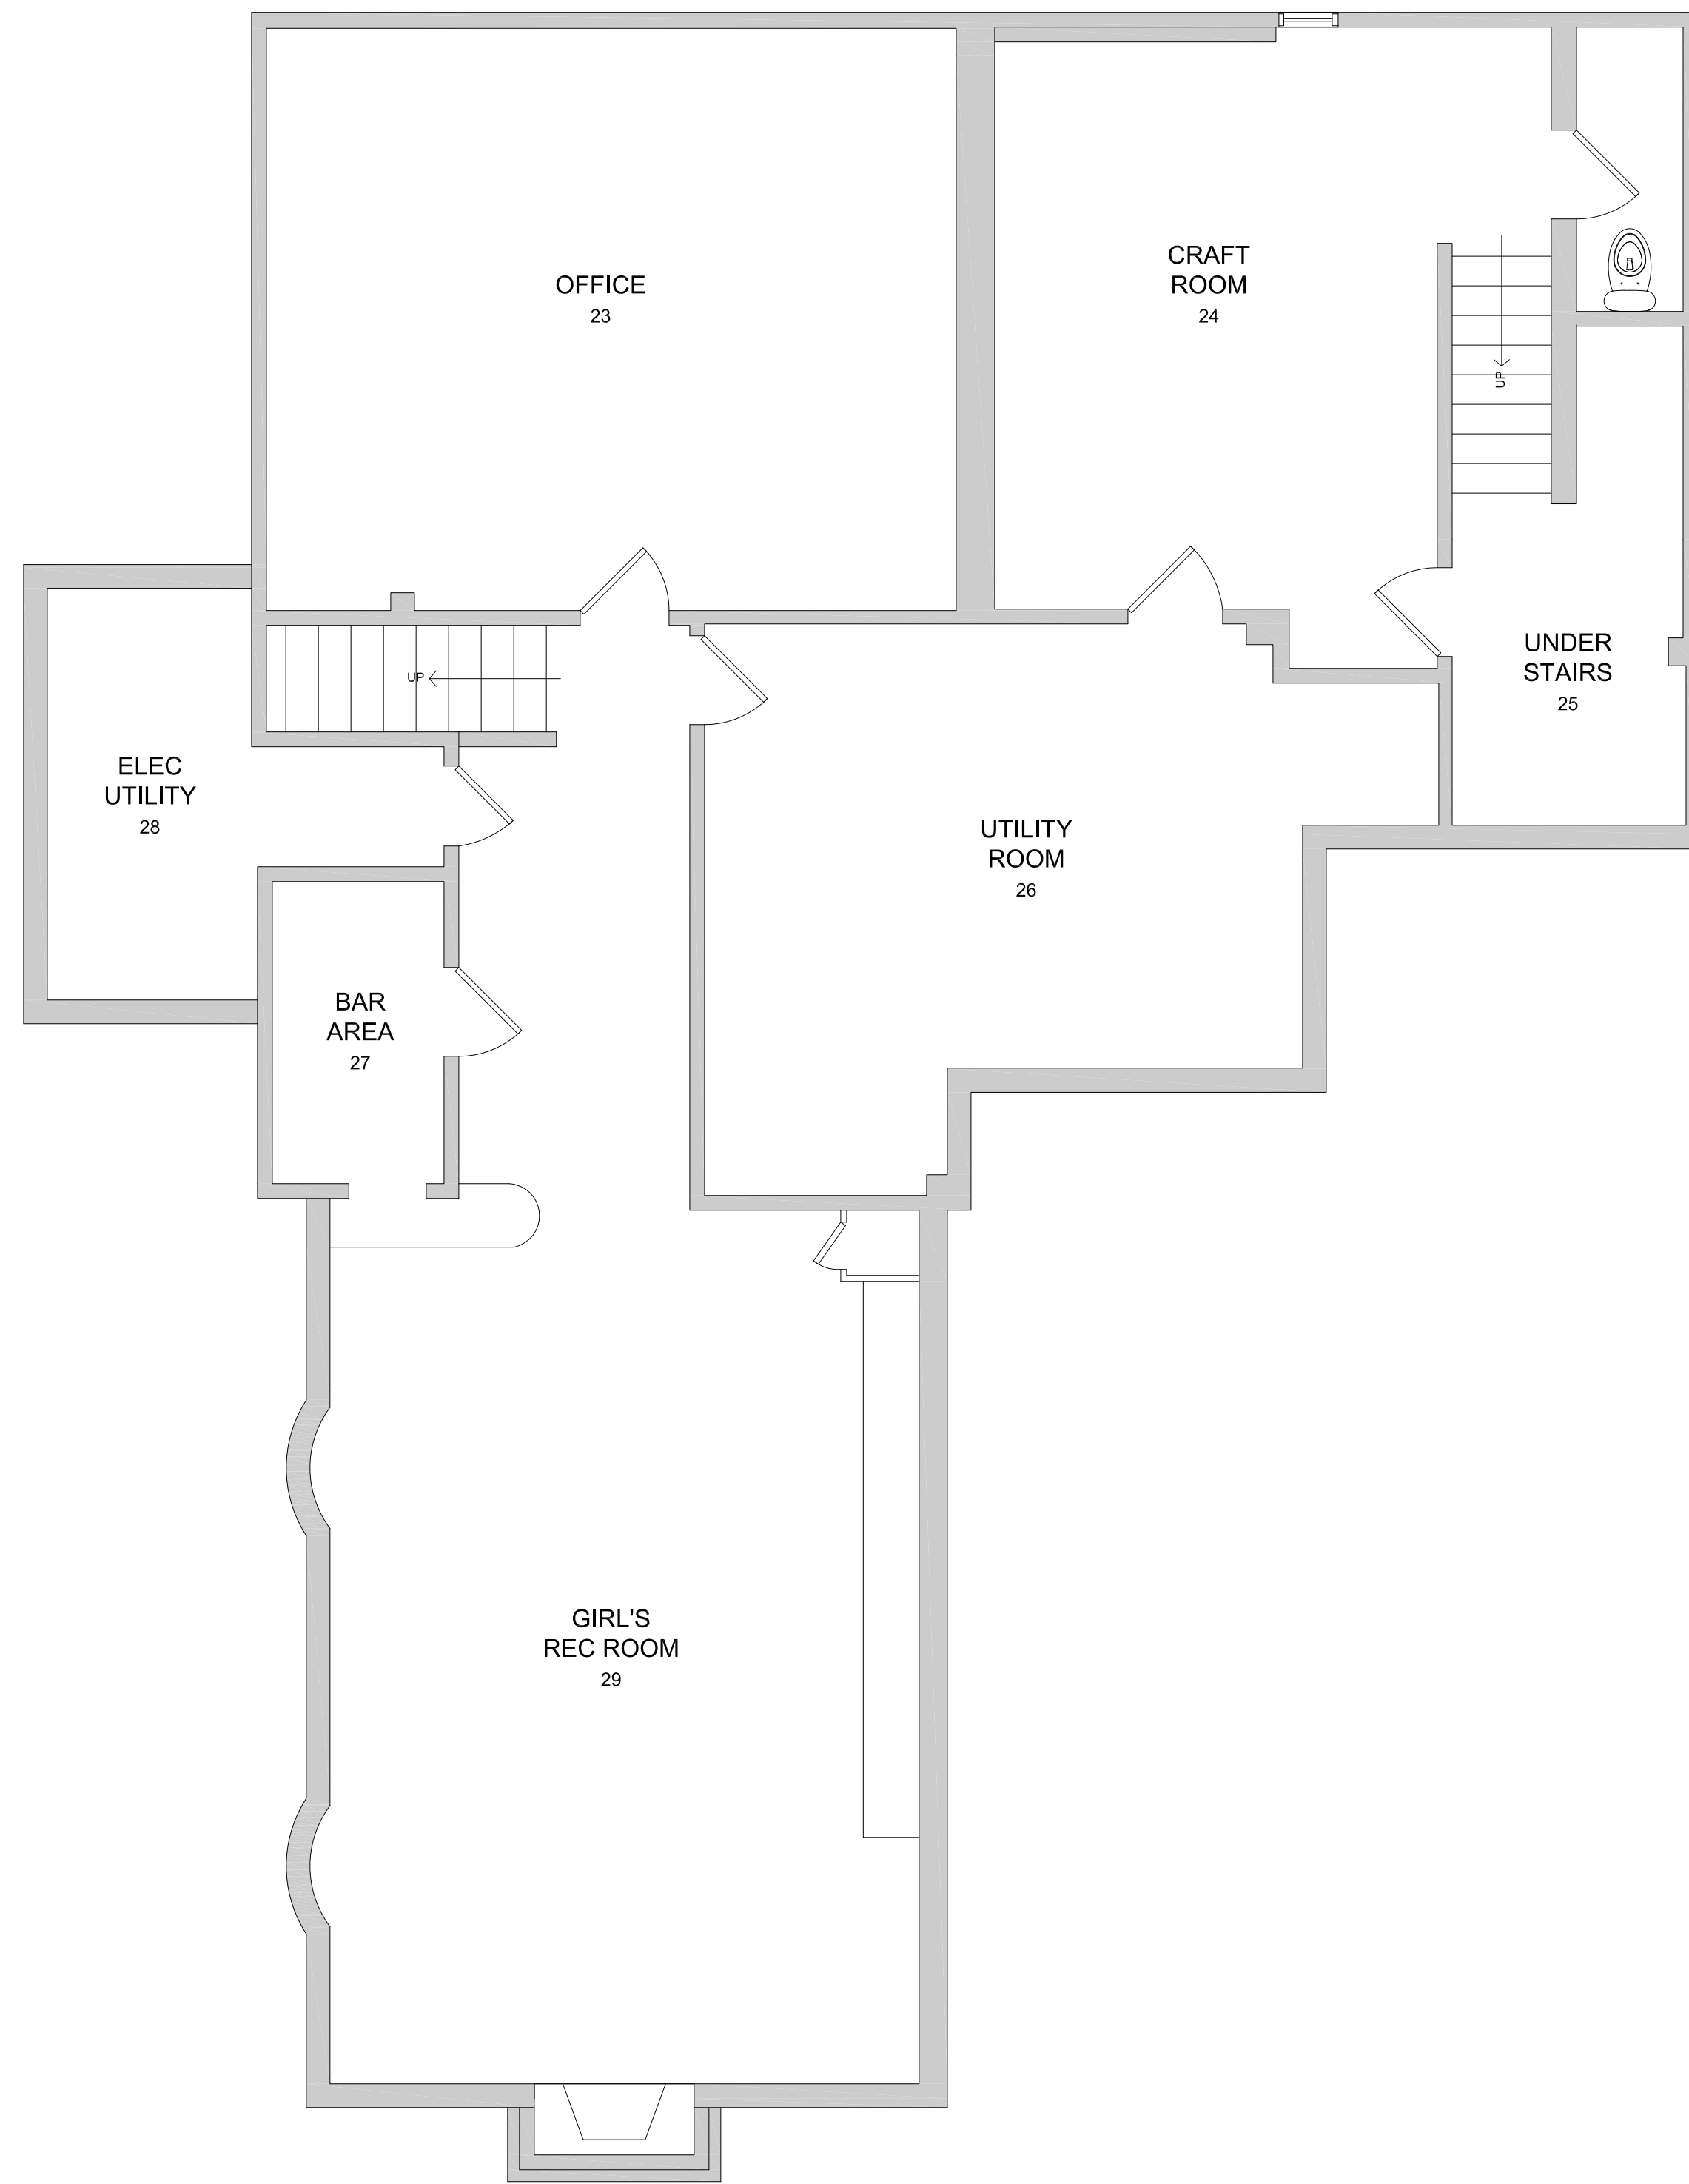 OFFICE
23
CRAFT
ROOM
24
UP
UNDER
STAIRS
25
UP
ELEC
UTILITY
28
UTILITY
ROOM
26
BAR
AREA
27
GIRL'S
REC ROOM
29